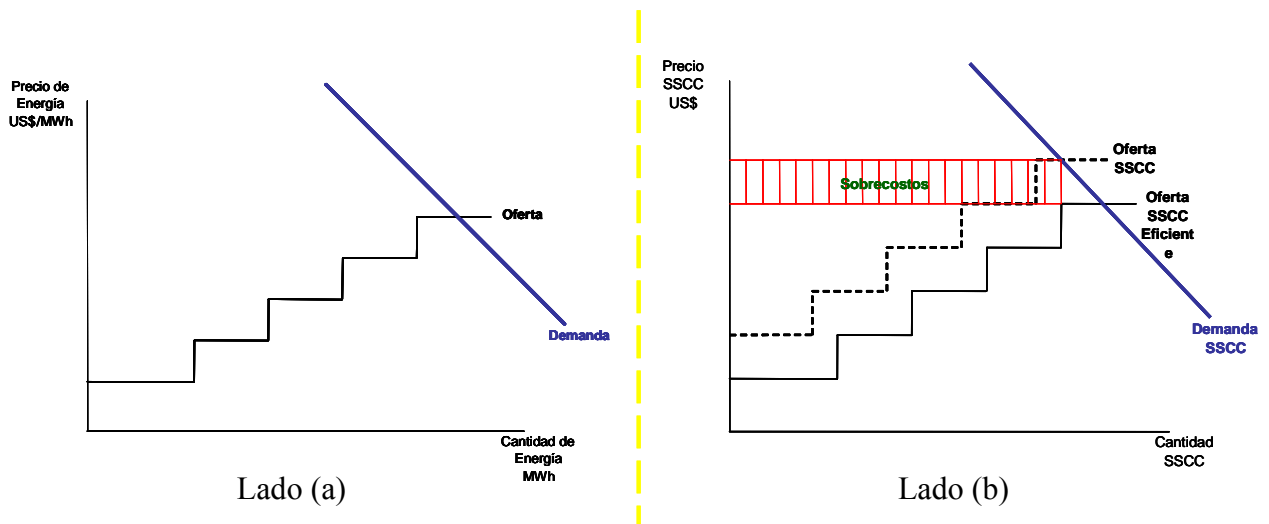 Precio de
Energía
US$/MWh
Oferta
Demanda
Cantidad de
Energía
MWh
Lado (a)
Precio
SSCC
US$
Sobrecostos
Oferta
SSCC
Oferta
SSCC
Eficient
e
Demanda
SSCC
Cantidad
SSCC
Lado (b)